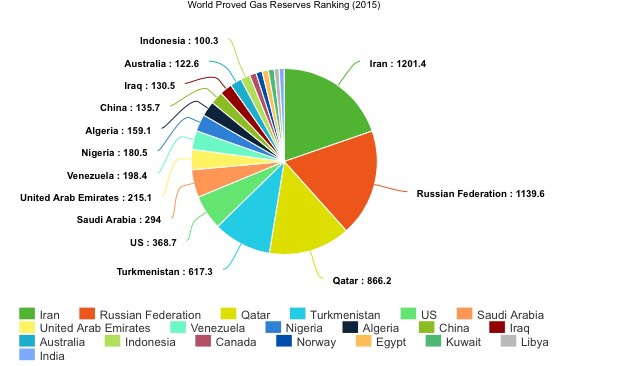 World Proved Gas Reserves Ranking (2015)
Indonesia : 100.3
Australia : 122.6
Iran : 1201.4
Iraq : 130.5
China : 135.7
Algeria : 159.1
Nigeria : 180.5
Venezuela : 198.4
United Arab Emirates : 215.1
Russian Federation : 1139.6
Saudi Arabia : 294
US : 368.7
Turkmenistan : 617.3
Qatar : 866.2
Iran Russian Federation Qatar Turkmenistan US Saudi Arabia
United Arab Emirates Venezuela Nigeria Algeria China Iraq
Australia Indonesia Canada Norway Egypt Kuwait Libya
India